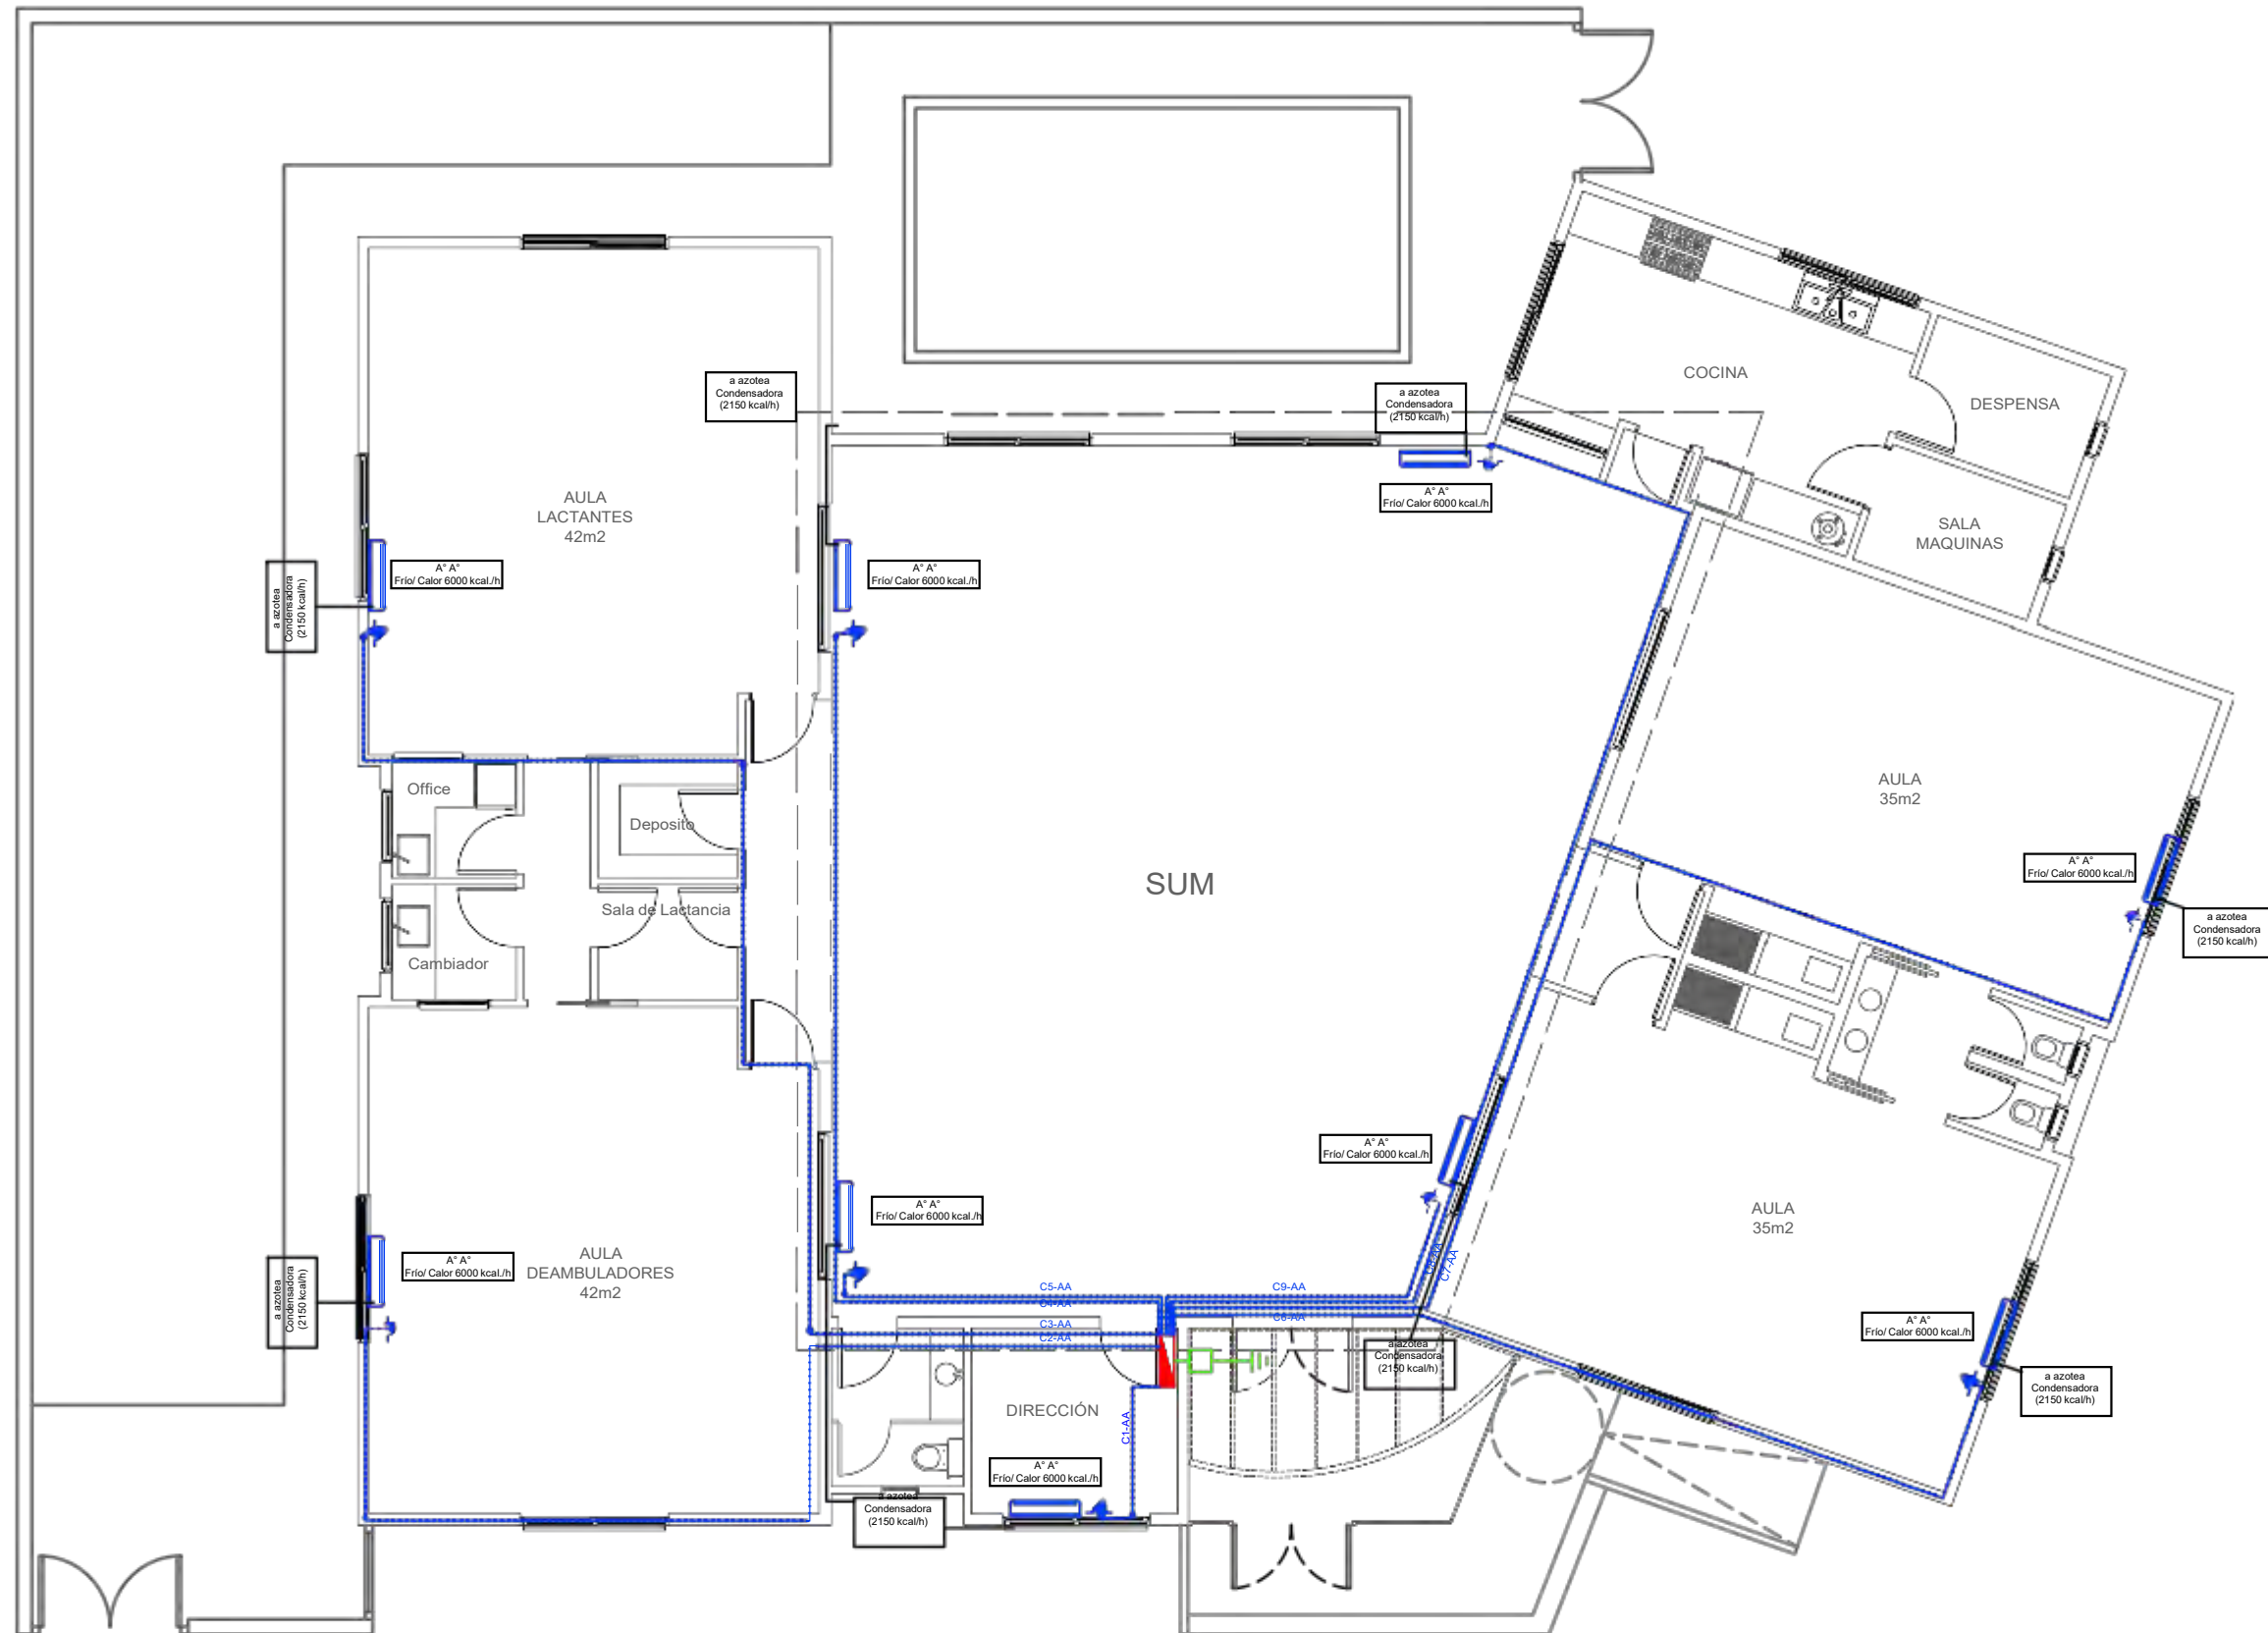 a azotea
Condensadora
(2150 kcal/h)
a azotea
Condensadora
(2150 kcal/h)
COCINA
DESPENSA
A° A°
Frío/ Calor 6000 kcal./h
AULA
LACTANTES
42m2
SALA
MAQUINAS
a azotea
Condensadora
(2150 kcal/h)
A° A°
Frío/ Calor 6000 kcal./h
A° A°
Frío/ Calor 6000 kcal./h
Office
AULA
35m2
Deposito
A° A°
Frío/ Calor 6000 kcal./h
SUM
Sala de Lactancia
a azotea
Condensadora
(2150 kcal/h)
Cambiador
A° A°
Frío/ Calor 6000 kcal./h
A° A°
Frío/ Calor 6000 kcal./h
AULA
35m2
A° A°
Frío/ Calor 6000 kcal./h
AULA
DEAMBULADORES
42m2
a azotea
Condensadora
(2150 kcal/h)
C8-AA
C7-AA
C5-AA
C9-AA
C4-AA
C6-AA
C3-AA
C2-AA
A° A°
Frío/ Calor 6000 kcal./h
a azotea
Condensadora
(2150 kcal/h)
a azotea
Condensadora
(2150 kcal/h)
DIRECCIÓN
C1-AA
A° A°
Frío/ Calor 6000 kcal./h
a azotea
Condensadora
(2150 kcal/h)